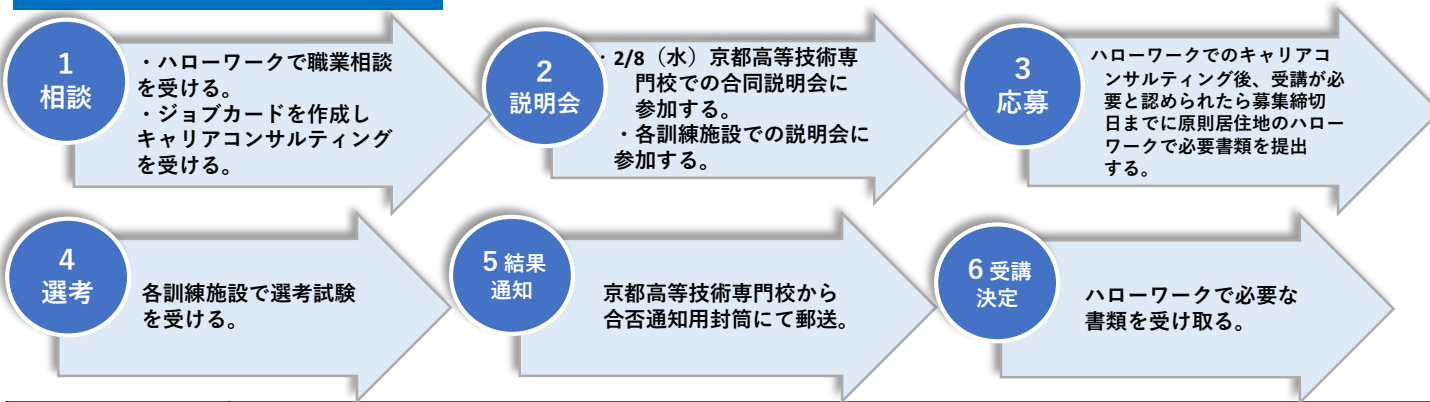 1
相談
・ハローワークで職業相談
を受ける。
・ジョブカードを作成し
キャリアコンサルティング
を受ける。
2
説明会
・2/8（水）京都高等技術専
門校での合同説明会に
参加する。
・各訓練施設での説明会に
参加する。
3
応募
ハローワークでのキャリアコ
ンサルティング後、受講が必
要と認められたら募集締切
日までに原則居住地のハロー
ワークで必要書類を提出
する。
4
選考
各訓練施設で選考試験
を受ける。
5 結果
通知
京都高等技術専門校から
合否通知用封筒にて郵送。
6 受講
決定
ハローワークで必要な
書類を受け取る。